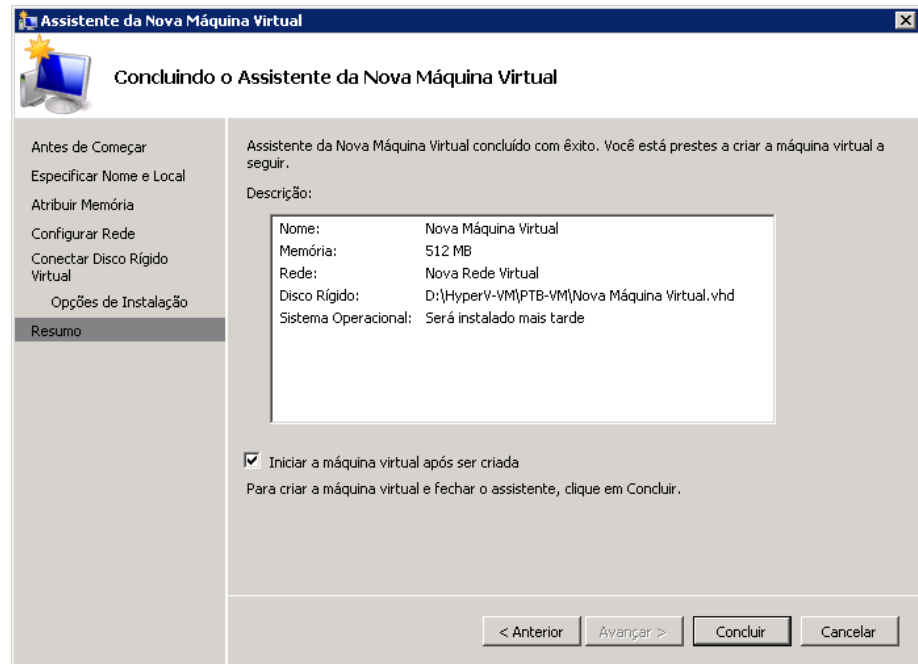 Assistente da Nova Máquina Virtual
Concluindo o Assistente da Nova Máquina Virtual
Antes de Começar
Especificar Nome e Local
Atribuir Memória
Configurar Rede
Conectar Disco Rígido
Virtual
Opções de Instalação
Resumo
Assistente da Nova Máquina Virtual concluído com êxito. Você está prestes a criar a máquina virtual a
seguir.
Descrição:
Nome: Nova Máquina Virtual
Memória: 512 MB
Rede: Nova Rede Virtual
Disco Rígido: D:\HyperV-VM\PTB-VM\Nova Máquina Virtual.vhd
Sistema Operacional: Será instalado mais tarde
Iniciar a máquina virtual após ser criada
Para criar a máquina virtual e fechar o assistente, clique em Concluir.
< Anterior Avançar > Concluir Cancelar